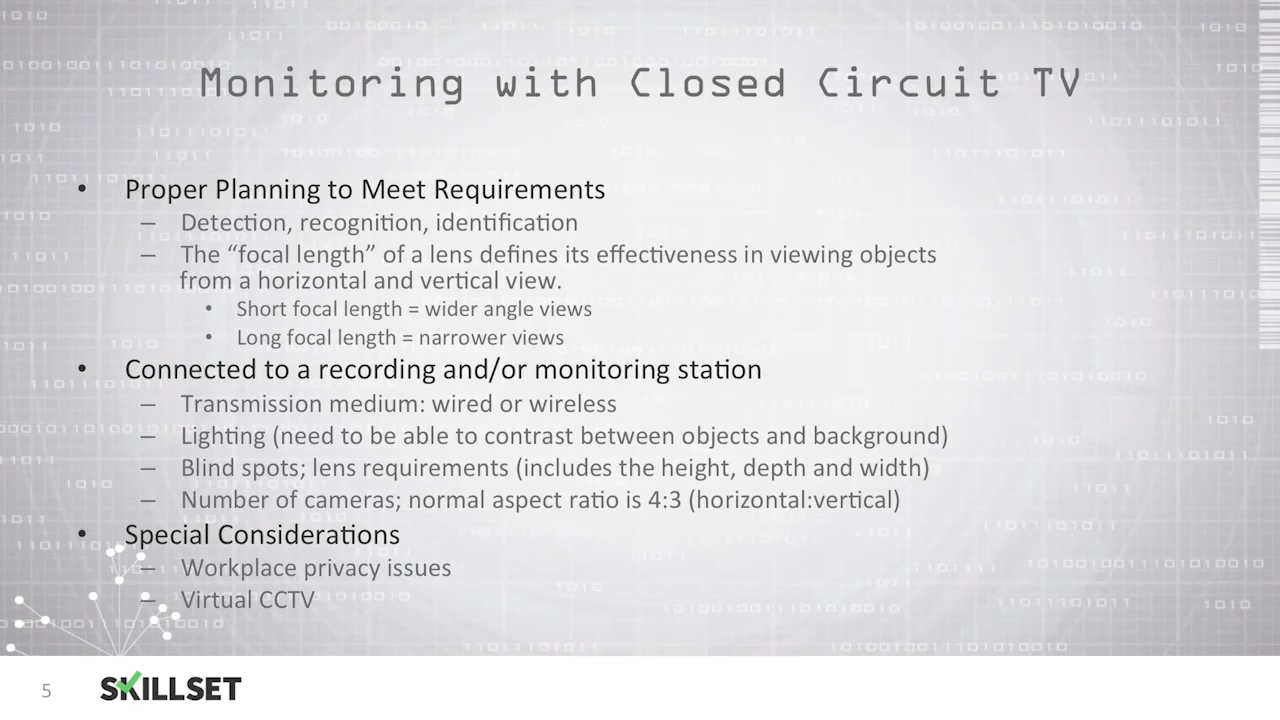 Monitoring with Closed Circuit TV
• Proper Planning to Meet Requirements
– Detection, recognition, identification
– The “focal length” of a lens defines its effectiveness in viewing objects
from a horizontal and vertical view.
• Short focal length = wider angle views
• Long focal length = narrower views
• Connected to a recording and/or monitoring station
– Transmission medium: wired or wireless
– Lighting (need to be able to contrast between objects and background)
– Blind spots; lens requirements (includes the height, depth and width)
– Number of cameras; normal aspect ratio is 4:3 (horizontal:vertical)
• Special Considerations
– Workplace privacy issues
– Virtual CCTV
5 SKILLSET